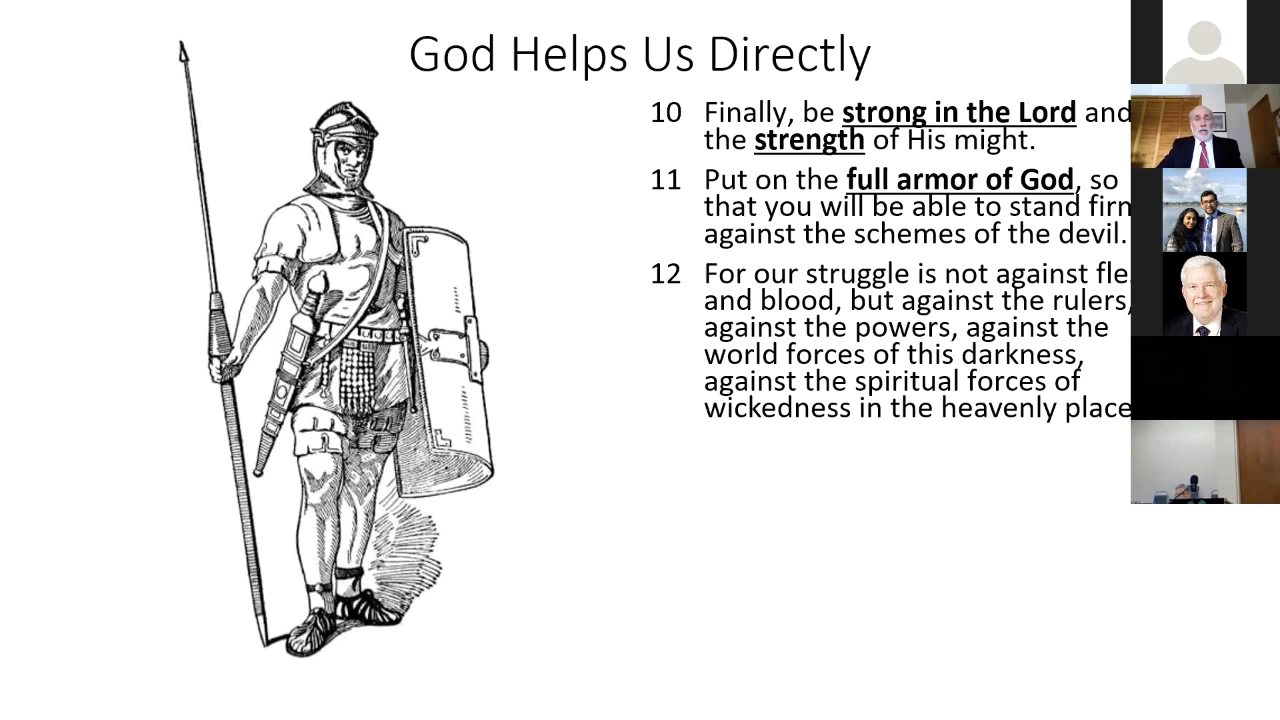 God Helps Us Directly
10 Finally, be strong in the Lord and
the strength of His might.
11 Put on the full armor of God, so
that you will be able to stand
against the schemes of the devil.
12 For our struggle is not against
and blood, but against the rulers,
against the powers, against the
world forces of this darkness,
against the spiritual forces of
wickedness in the heavenly